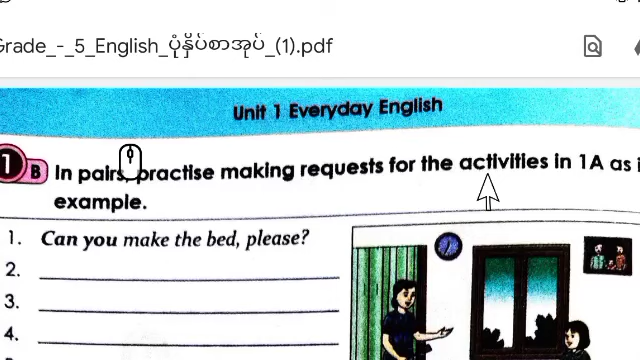 Grade_-_5_English_ပုံနှိပ်စာအုပ်_(1).pdf
Unit 1 Everyday English
1 B In pairs, practise making requests for the activities in 1A as i
example.
1. Can you make the bed, please?
2.
3.
4.